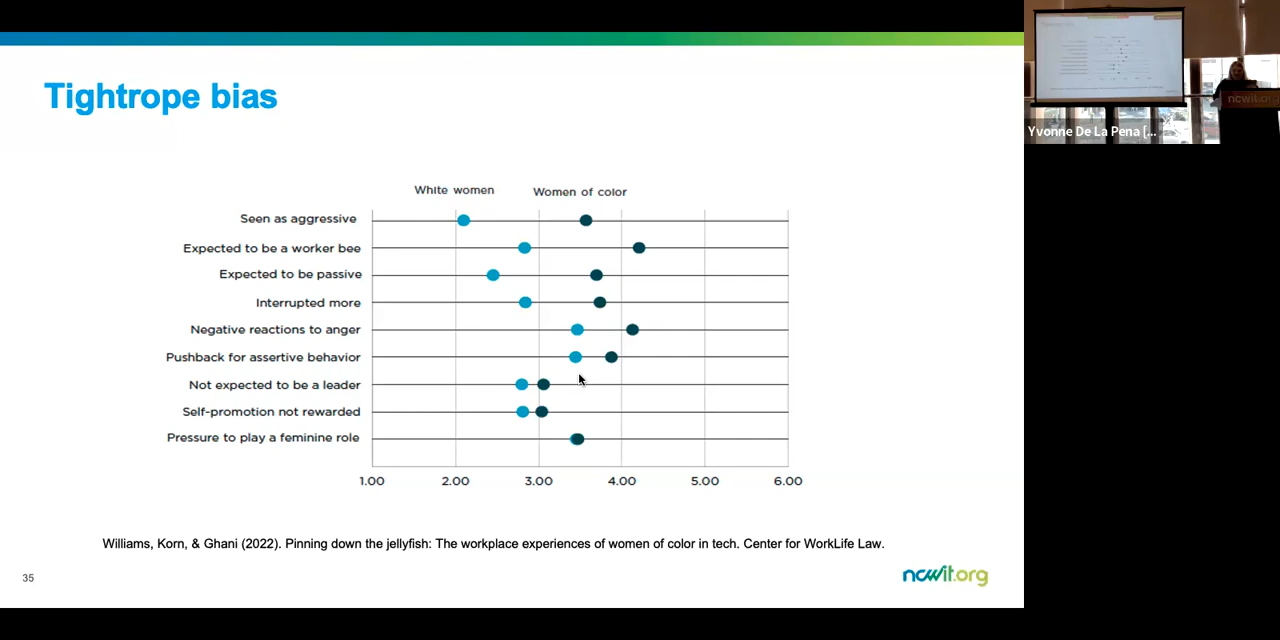 Tightrope bias
White women
Women of color
Seen as aggressive
Expected to be a worker bee
Expected to be passive
Interrupted more
Negative reactions to anger
Pushback for assertive behavior
Not expected to be a leader
Self-promotion not rewarded
Pressure to play a feminine role
1.00 2.00 3.00 4.00 5.00 6.00
Williams, Korn, & Ghani (2022). Pinning down the jellyfish: The workplace experiences of women of color in tech. Center for WorkLife Law.
35
ncwit.org
ncwit.org
Yvonne De La Pena [...